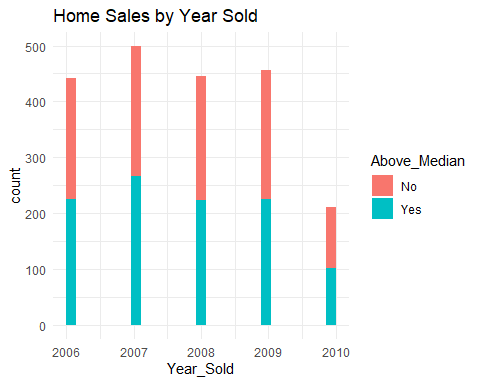 Home Sales by Year Sold
count
500
400
300
200
100
0
2006 2007 2008 2009 2010
Year_Sold
Above_Median
No
Yes